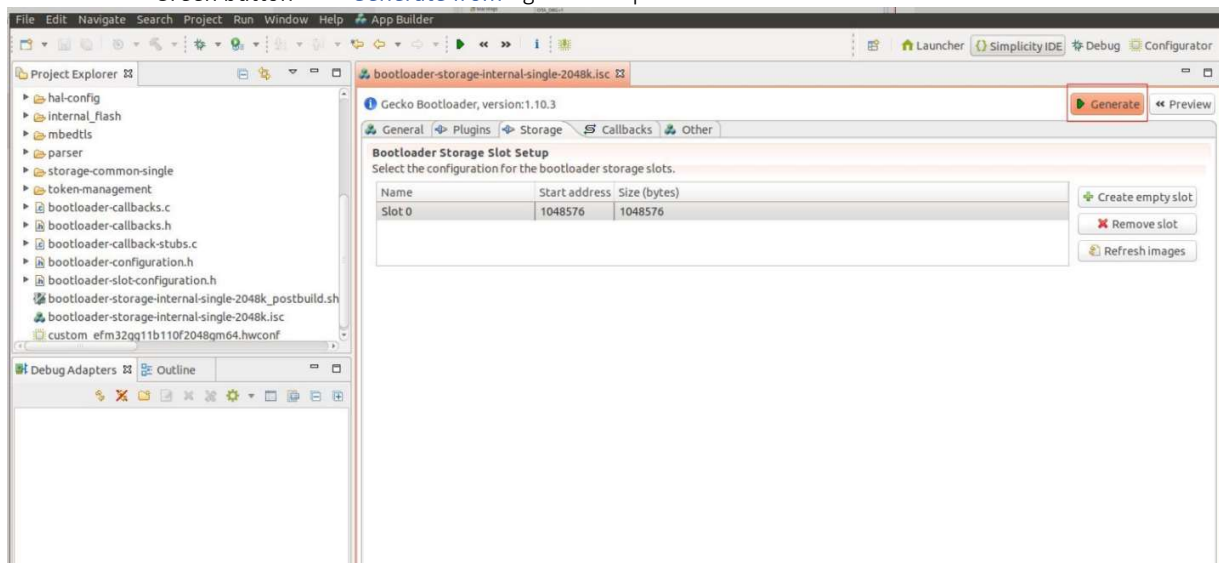 Green button Generate from
File Edit Navigate Search Project Run Window Help App Builder
Launcher Simplicity IDE Debug Configurator
Project Explorer
bootloader-storage-internal-single-2048k.isc
hal-config
internal_flash
mbedtls
parser
storage-common-single
token-management
bootloader-callbacks.c
bootloader-callbacks.h
bootloader-callback-stubs.c
bootloader-configuration.h
bootloader-slot-configuration.h
bootloader-storage-internal-single-2048k_postbuild.sh
bootloader-storage-internal-single-2048k.isc
custom_efm32gg11b110f2048gm64.hwconf
Debug Adapters Outline
Gecko Bootloader, version:1.10.3
Generate Preview
General Plugins Storage Callbacks Other
Bootloader Storage Slot Setup
Select the configuration for the bootloader storage slots.
Name Start address Size (bytes)
Slot 0 1048576 1048576
Create empty slot
Remove slot
Refresh images